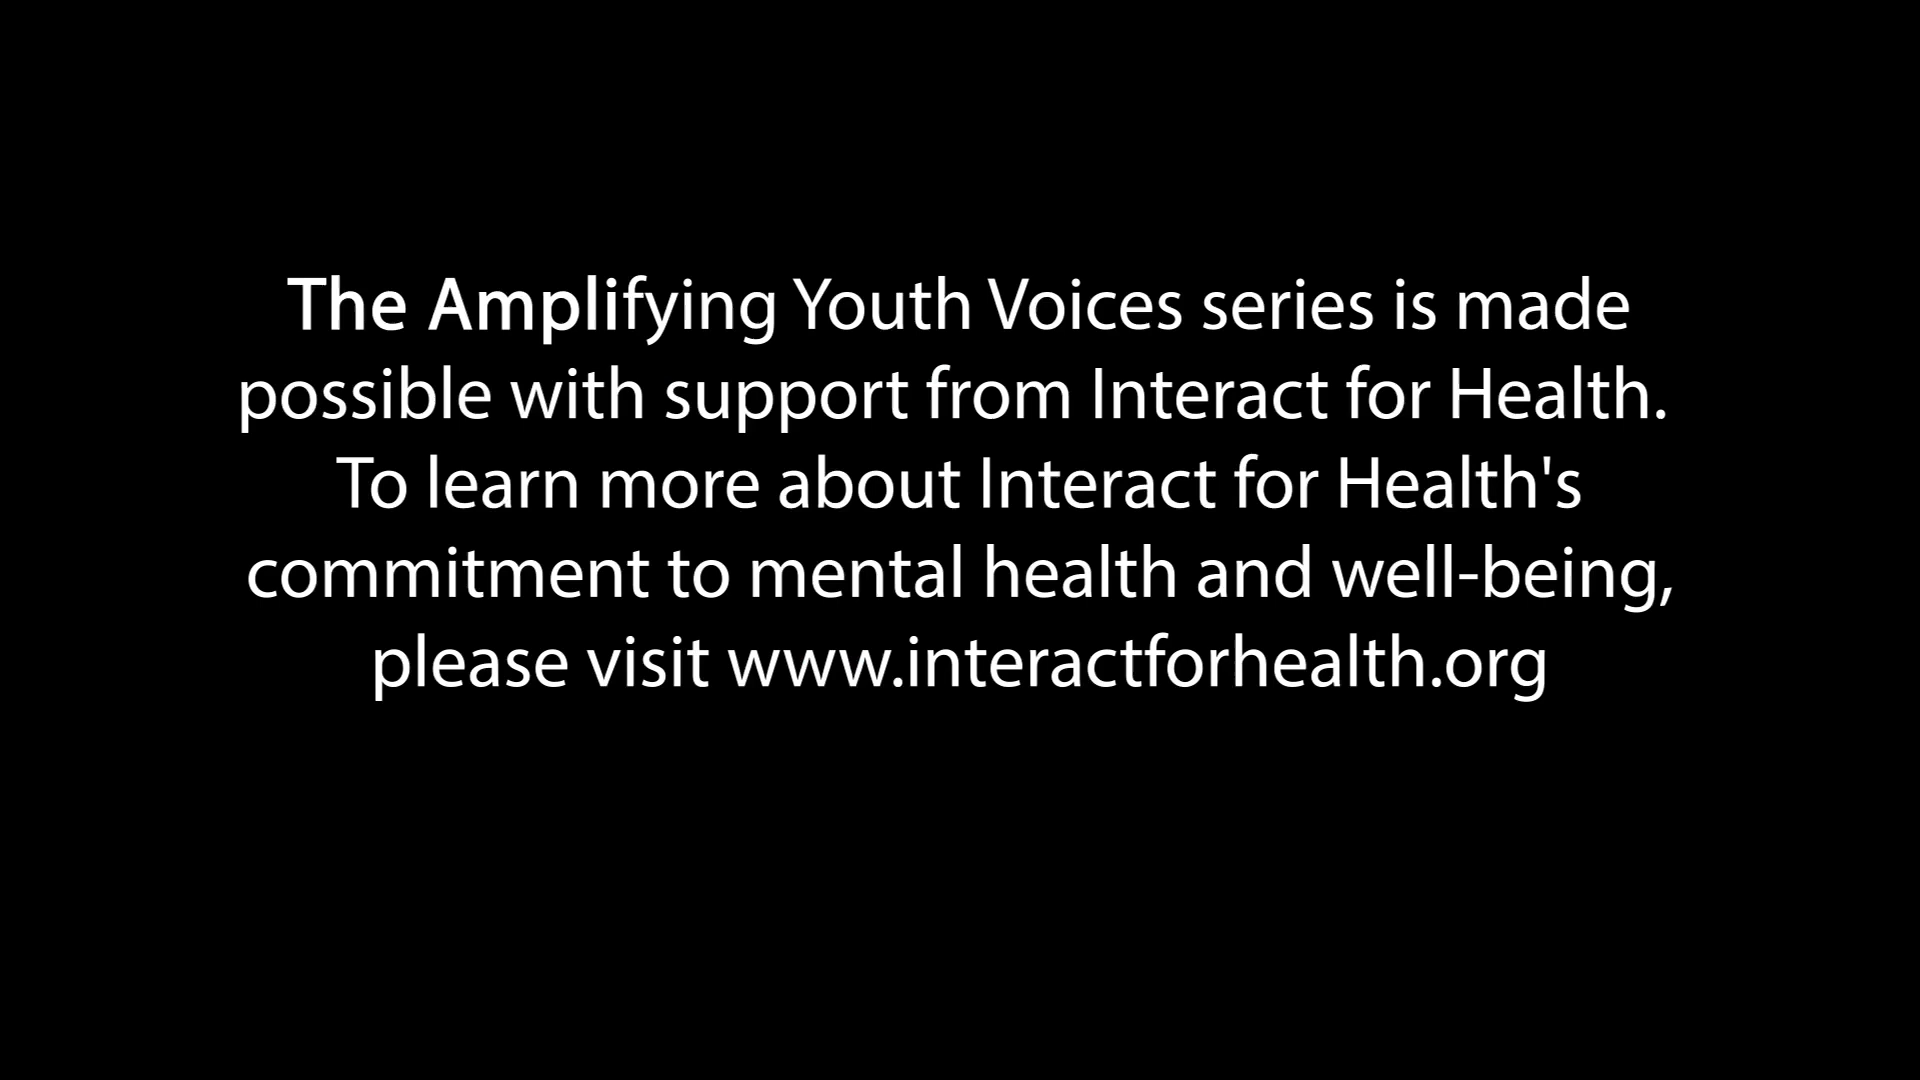 The Amplifying Youth Voices series is made
possible with support from Interact for Health.
To learn more about Interact for Health's
commitment to mental health and well-being,
please visit www.interactforhealth.org